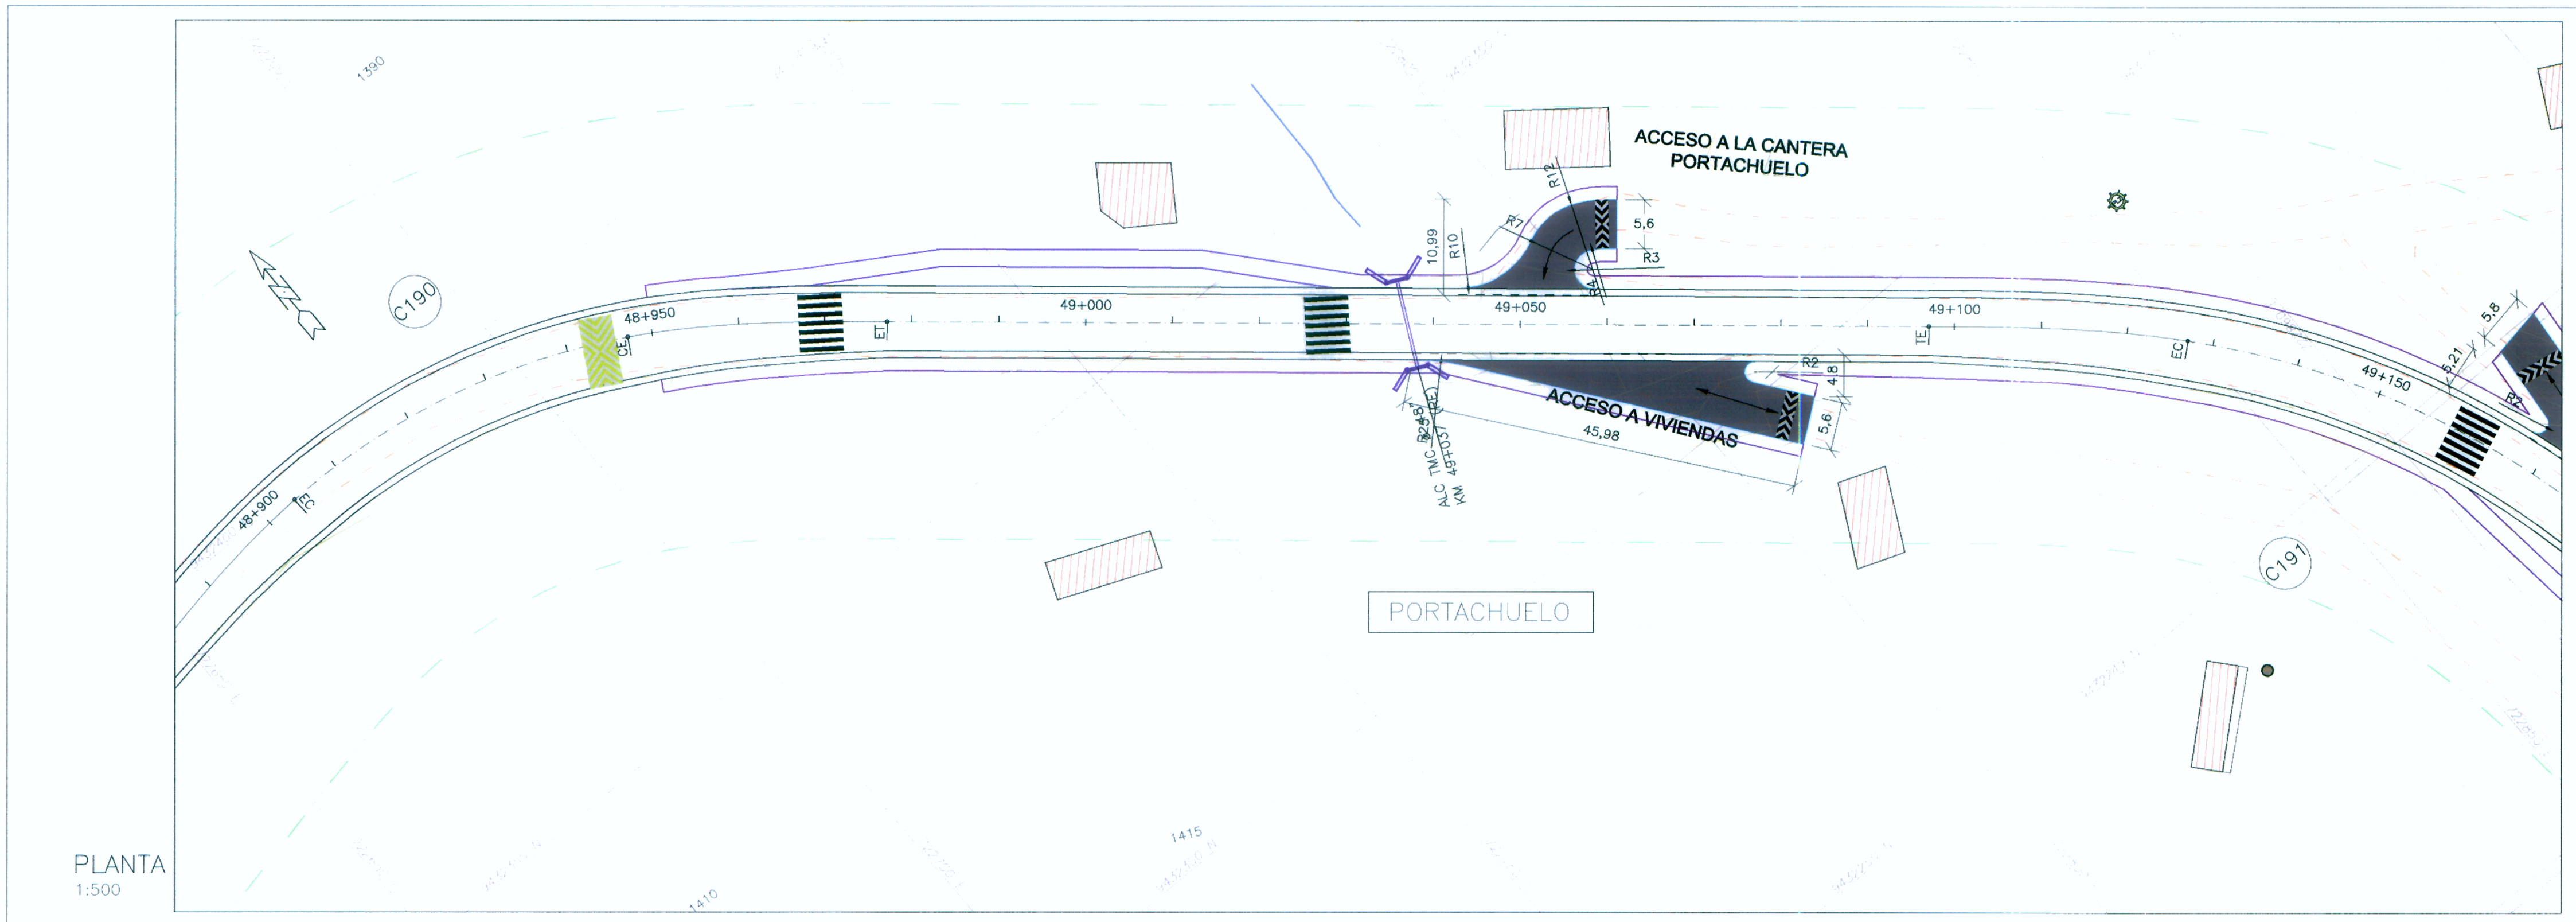 1390
ACCESO A LA CANTERA
PORTACHUELO
R12
R7
5,6
10,99
R10
R3
R4
C190
48+950
CE
ET
49+000
49+050
49+100
TE
EC
49+150
5,8
5,21
R2
R2
4.8
5,6
ACCESO A VIVIENDAS
45,98
ALC TMC
KM 49+037 (RE)
48+900
EC
C191
PORTACHUELO
1415
1410
PLANTA
1:500